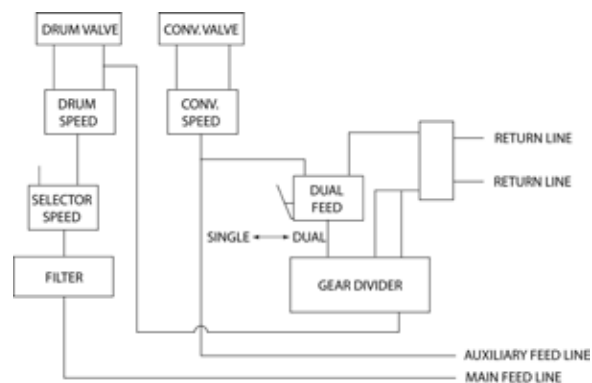 DRUM VALVE
CONV. VALVE
DRUM
SPEED
CONV.
SPEED
RETURN LINE
RETURN LINE
DUAL
FEED
SELECTOR
SPEED
SINGLE
DUAL
FILTER
GEAR DIVIDER
AUXILIARY FEED LINE
MAIN FEED LINE